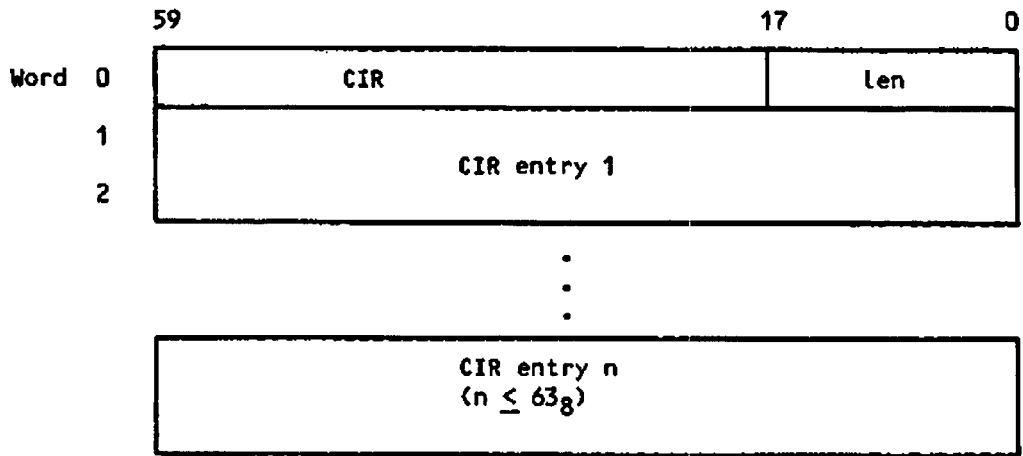 59 17 0
Word 0 CIR len
1
CIR entry 1
2
CIR entry n
(n ≤ 63₈)